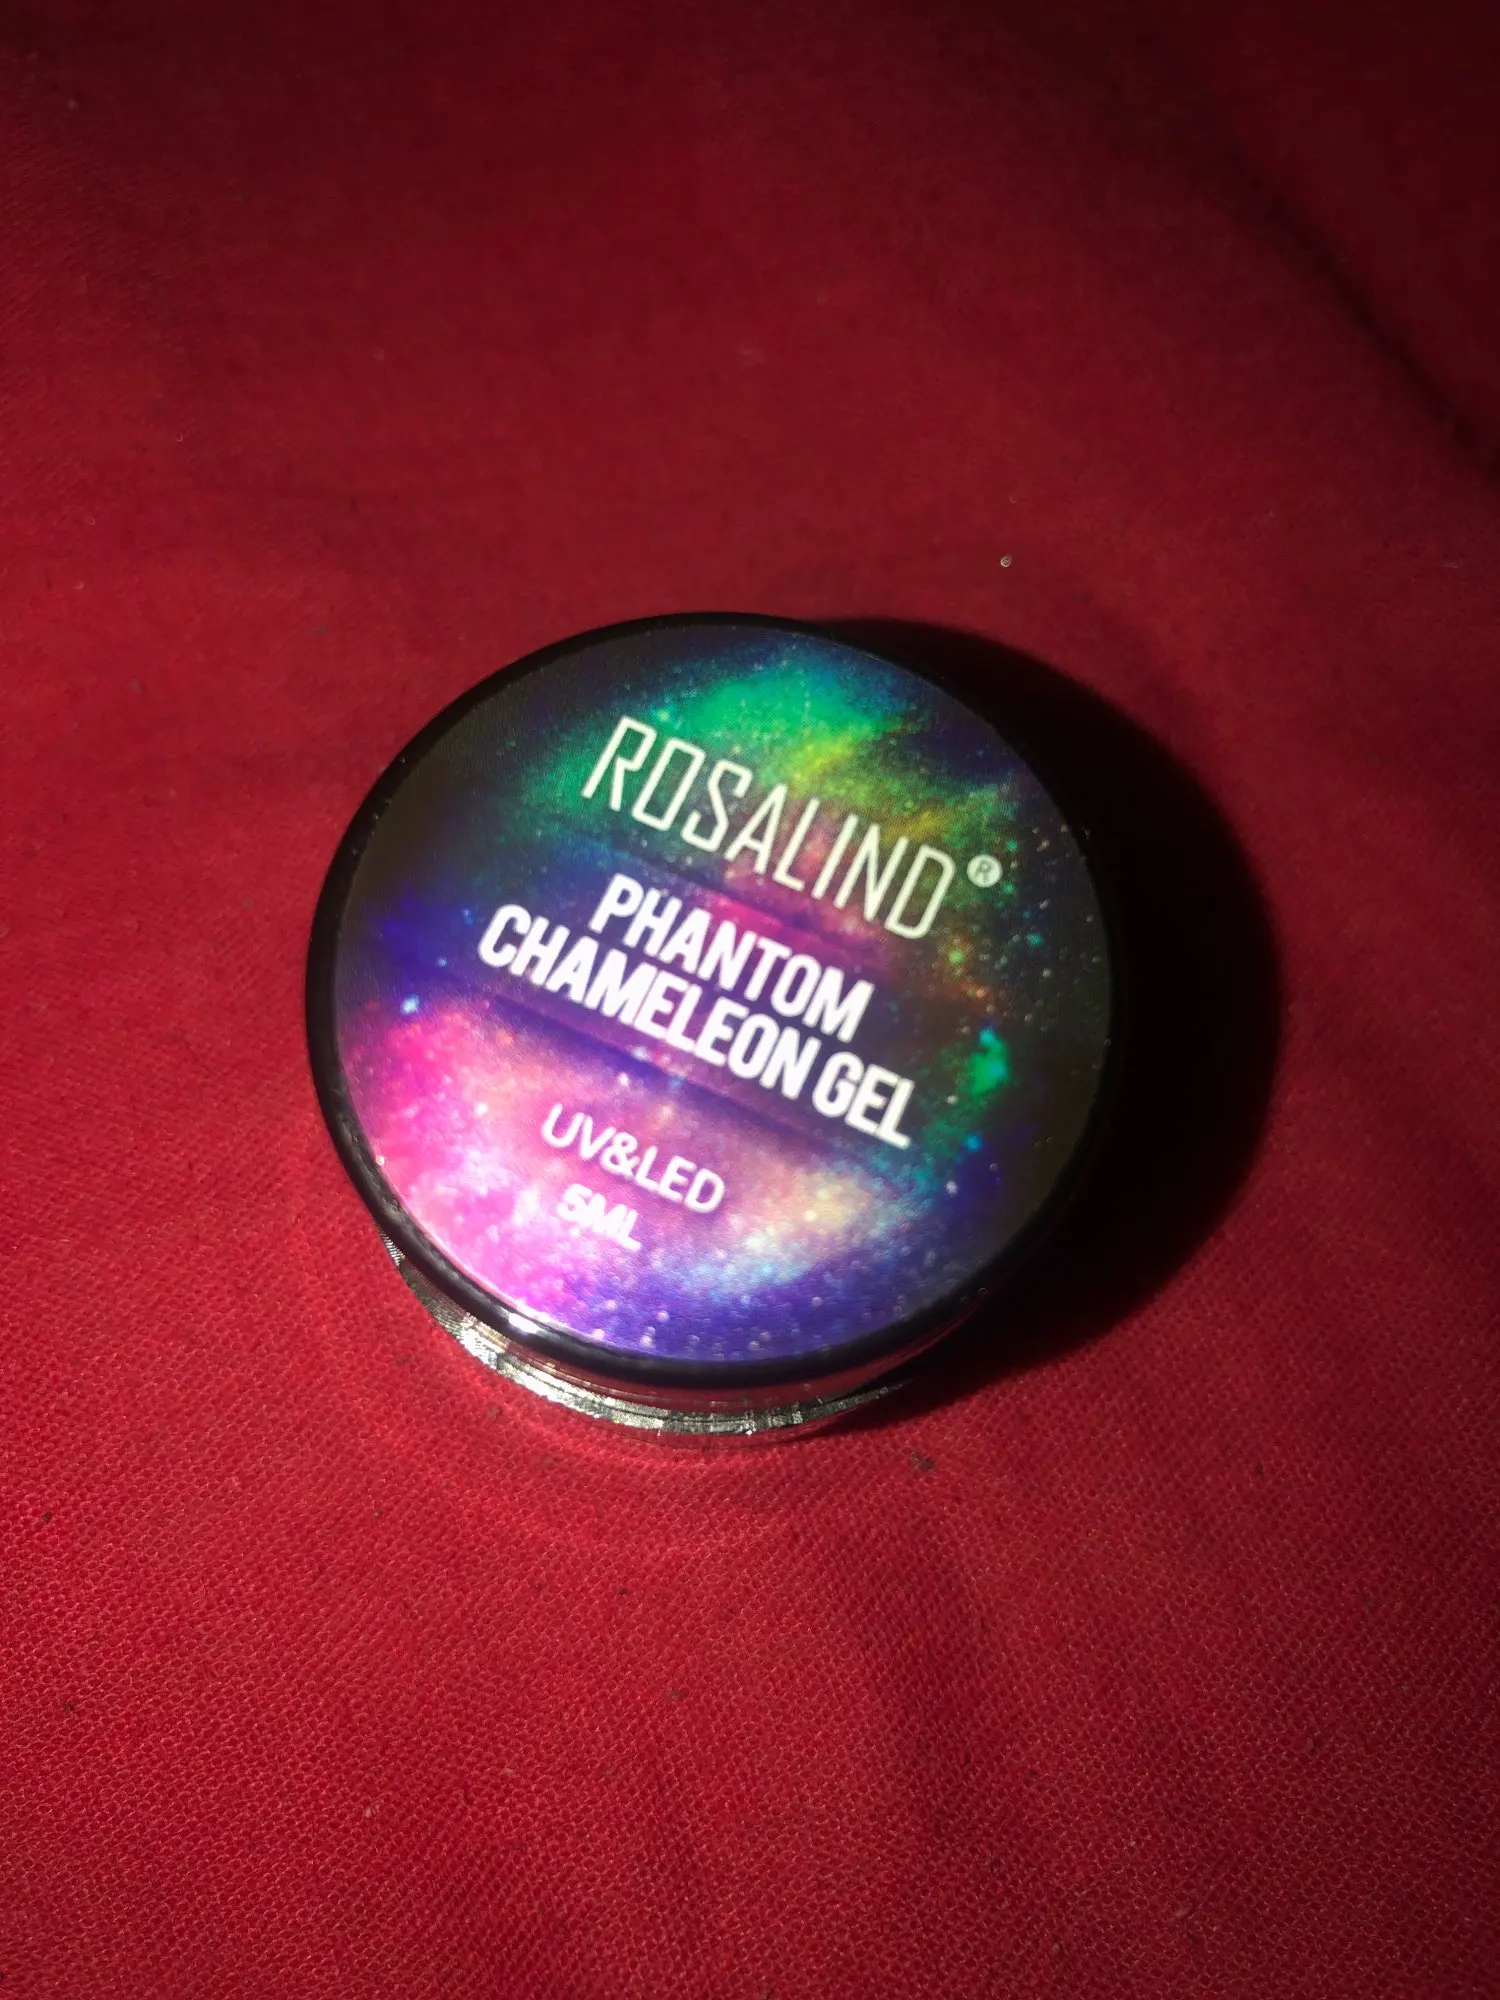 ROSALIND®
PHANTOM
CHAMELEON GEL
UV&LED
5ML